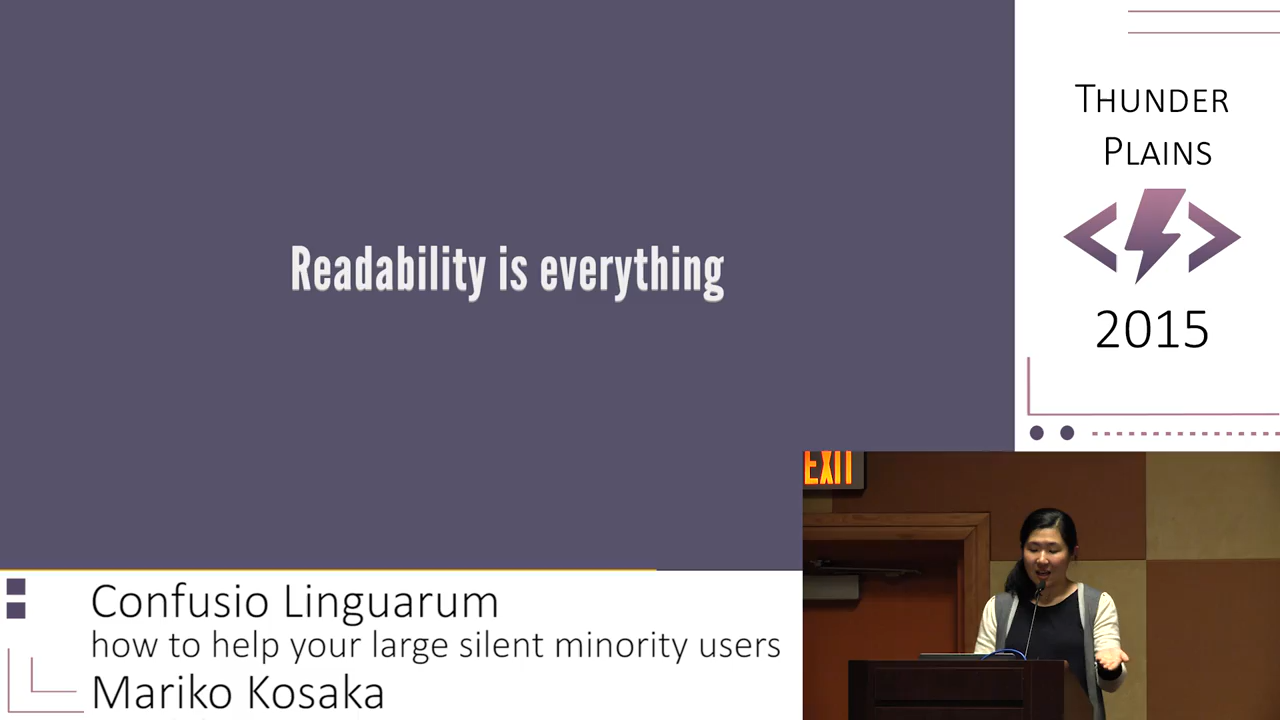 Readability is everything
THUNDER
PLAINS
2015
EXIT
Confusio Linguarum
how to help your large silent minority users
Mariko Kosaka